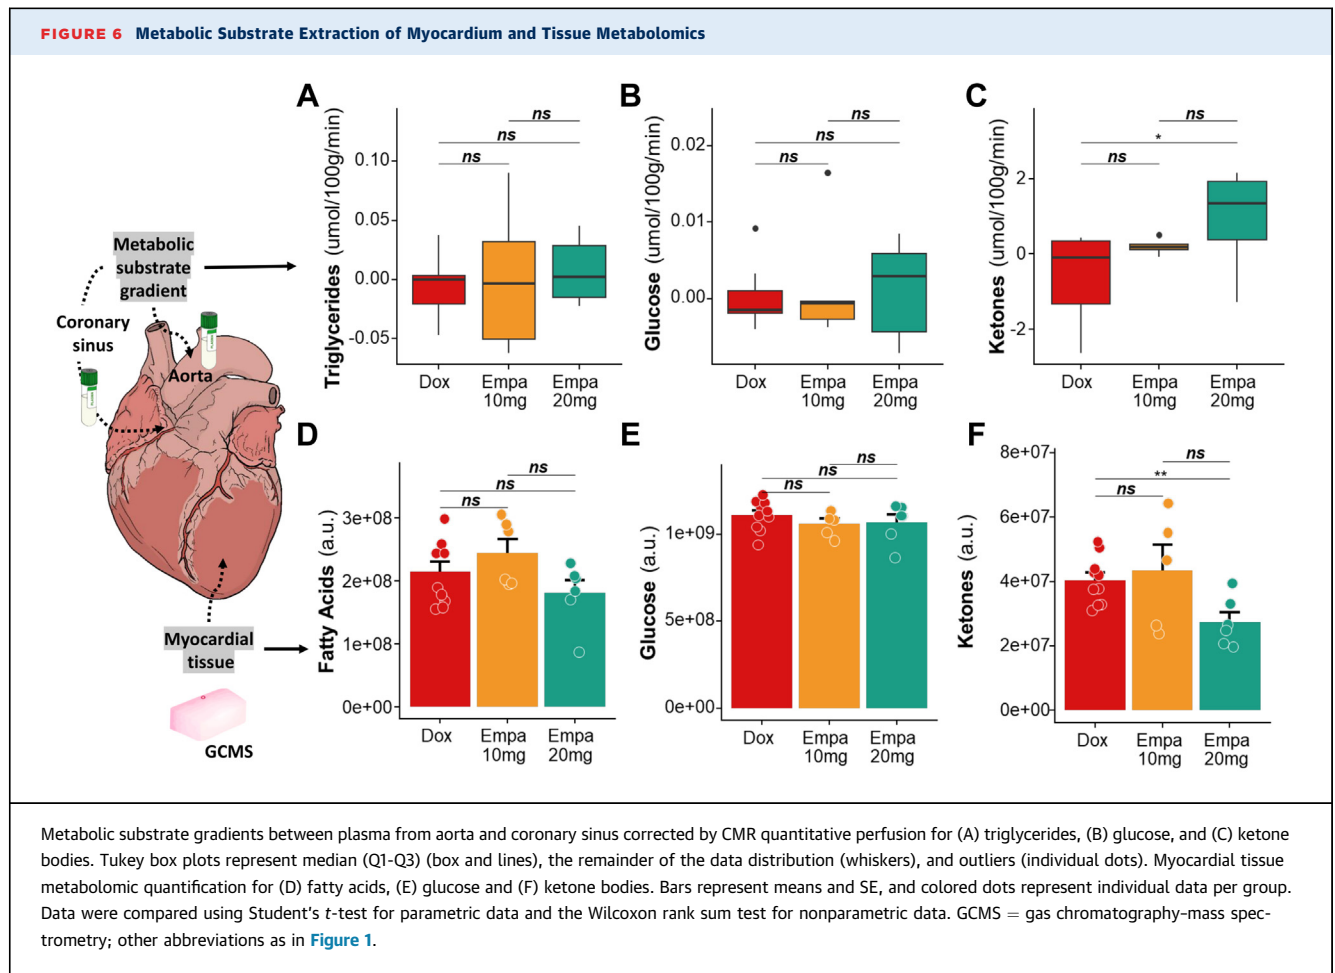 FIGURE 6 Metabolic Substrate Extraction of Myocardium and Tissue Metabolomics
Metabolic
substrate
gradient
Coronary
sinus
Aorta
Myocardial
tissue
GCMS
A
Triglycerides (umol/100g/min)
0.10
0.05
0.00
-0.05
ns
ns
ns
Dox
Empa
10mg
Empa
20mg
B
Glucose (umol/100g/min)
0.02
0.01
0.00
ns
ns
ns
Dox
Empa
10mg
Empa
20mg
C
Ketones (umol/100g/min)
2
0
-2
ns
*
ns
Dox
Empa
10mg
Empa
20mg
D
Fatty Acids (a.u.)
3e+08
2e+08
1e+08
0e+00
ns
ns
ns
Dox
Empa
10mg
Empa
20mg
E
Glucose (a.u.)
1e+09
5e+08
0e+00
ns
ns
ns
Dox
Empa
10mg
Empa
20mg
F
Ketones (a.u.)
8e+07
6e+07
4e+07
2e+07
0e+00
ns
**
ns
Dox
Empa
10mg
Empa
20mg
Metabolic substrate gradients between plasma from aorta and coronary sinus corrected by CMR quantitative perfusion for (A) triglycerides, (B) glucose, and (C) ketone
bodies. Tukey box plots represent median (Q1-Q3) (box and lines), the remainder of the data distribution (whiskers), and outliers (individual dots). Myocardial tissue
metabolomic quantification for (D) fatty acids, (E) glucose and (F) ketone bodies. Bars represent means and SE, and colored dots represent individual data per group.
Data were compared using Student's t-test for parametric data and the Wilcoxon rank sum test for nonparametric data. GCMS = gas chromatography-mass spec-
trometry; other abbreviations as in Figure 1.